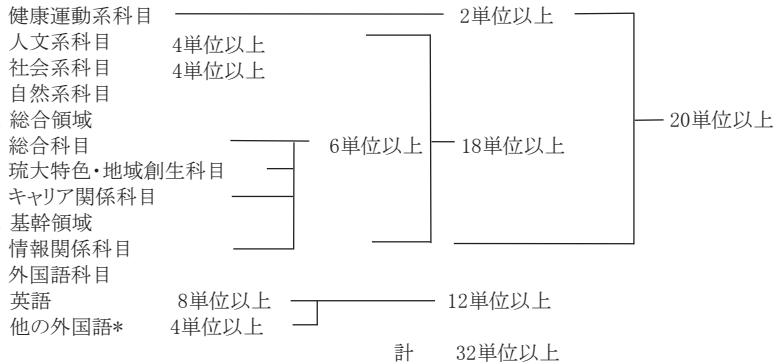 健康運動系科目 2単位以上
人文系科目 4単位以上
社会系科目 4単位以上
自然系科目
総合領域 20単位以上
総合科目 6単位以上 18単位以上
琉大特色・地域創生科目
キャリア関係科目
基幹領域
情報関係科目
外国語科目
英語 8単位以上 12単位以上
他の外国語* 4単位以上
計 32単位以上